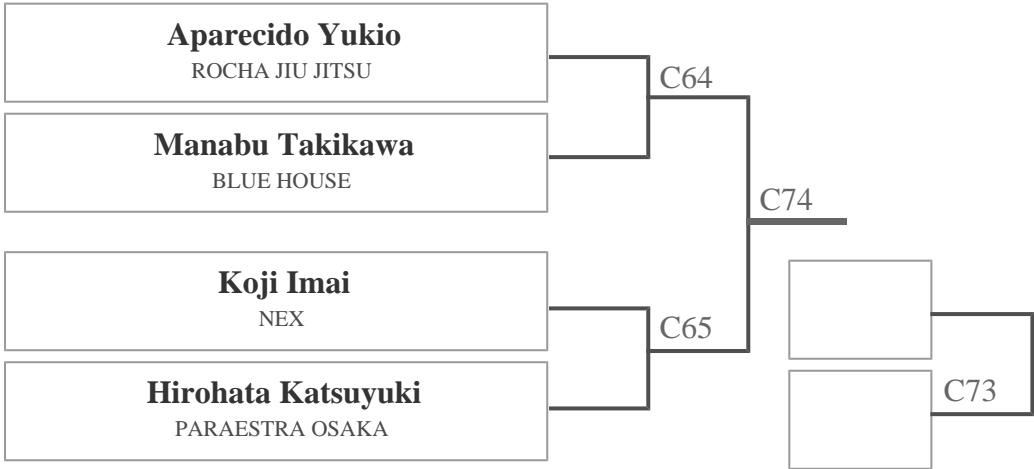 Aparecido Yukio
ROCHA JIU JITSU
C64
Manabu Takikawa
BLUE HOUSE
C74
Koji Imai
NEX
C65
Hirohata Katsuyuki
PARAESTRA OSAKA
C73